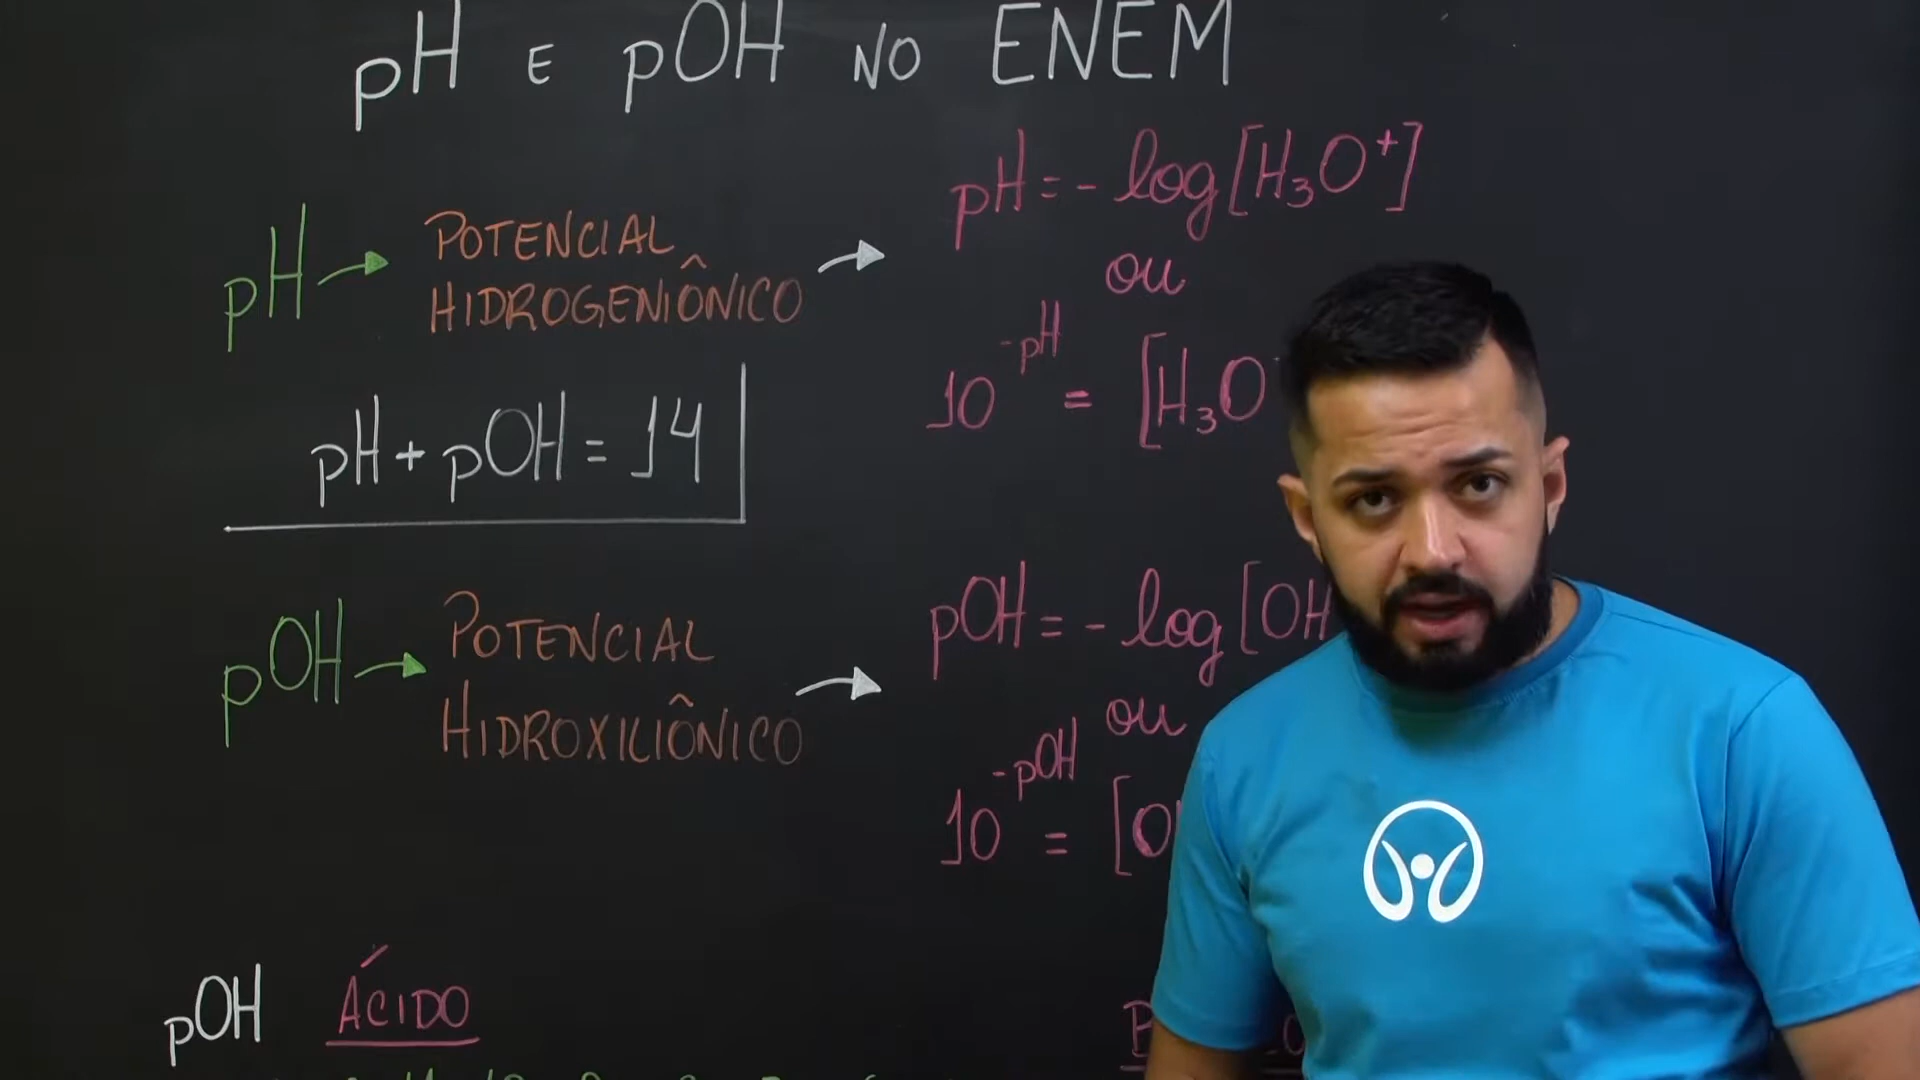 pH E pOH NO ENEM
pH → POTENCIAL HIDROGENIÔNICO →
pH = - log [H₃O⁺]
ou
10⁻ᵖᴴ = [H₃O
pH + pOH = 14
pOH → POTENCIAL HIDROXILIÔNICO →
pOH = - log [OH
ou
10⁻ᵖᴼᴴ = [O
pOH ÁCIDO